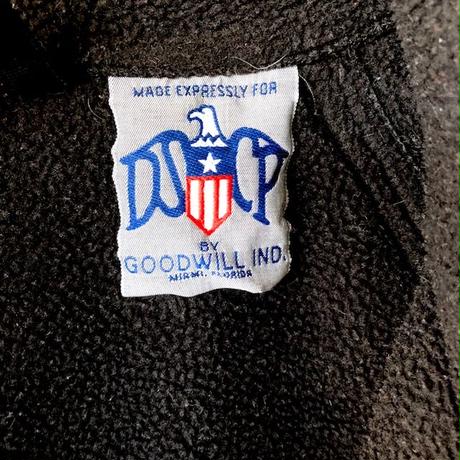 MADE EXPRESSLY FOR
DSCP
BY
GOODWILL IND.
MIAMI, FLORIDA